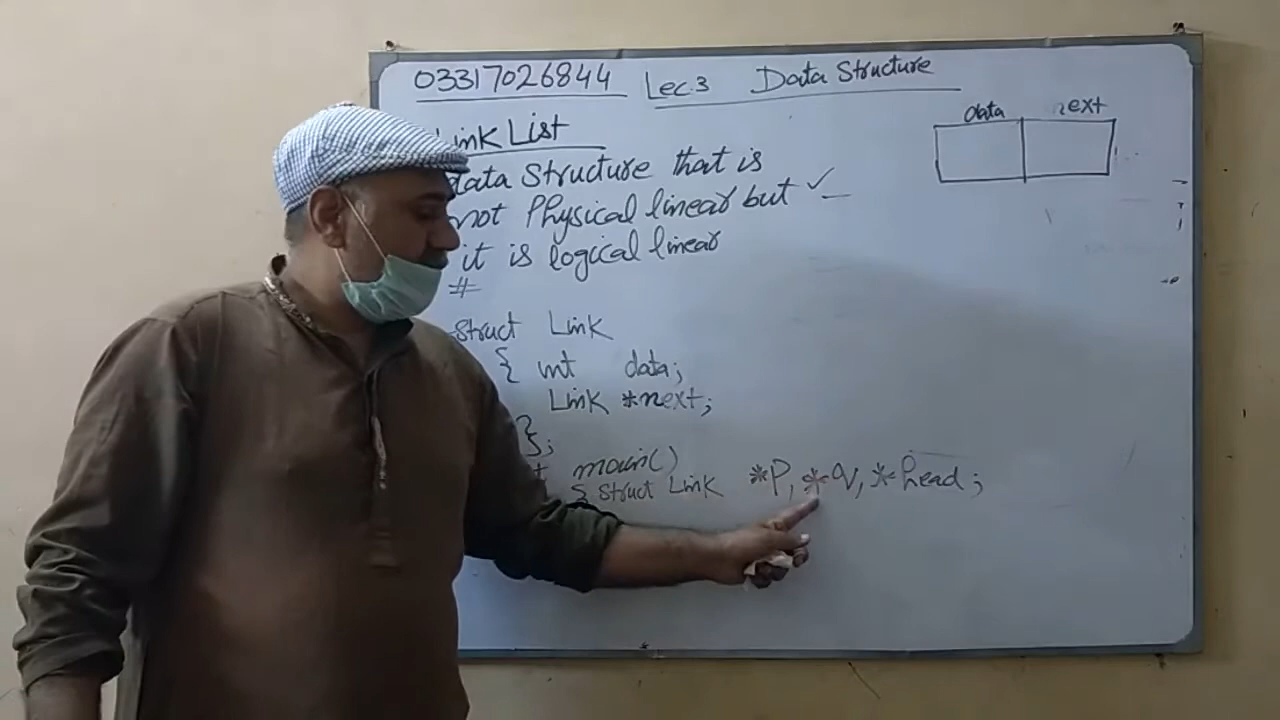 03317026844 Lec.3 Data Structure
Link List
data Structure that is
not Physical linear but ✓
it is logical linear
#
data next
struct Link
{ int data;
Link *next;
};
main()
{ struct Link *P, *q, *head;